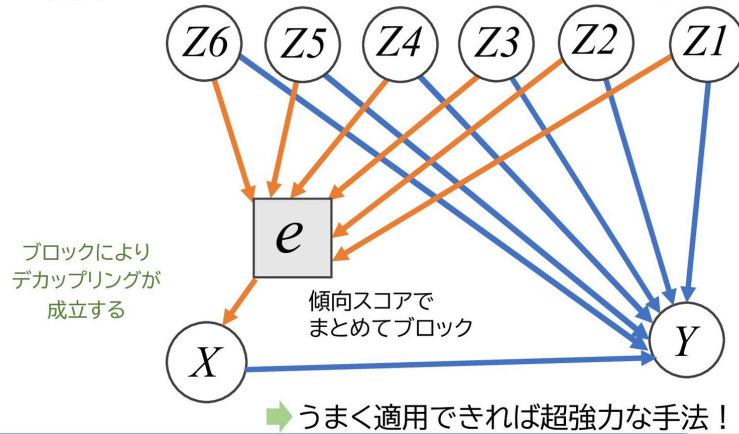 Z6 Z5 Z4 Z3 Z2 Z1
e
ブロックにより
デカップリングが
成立する
傾向スコアで
まとめてブロック
X
Y
うまく適用できれば超強力な手法！